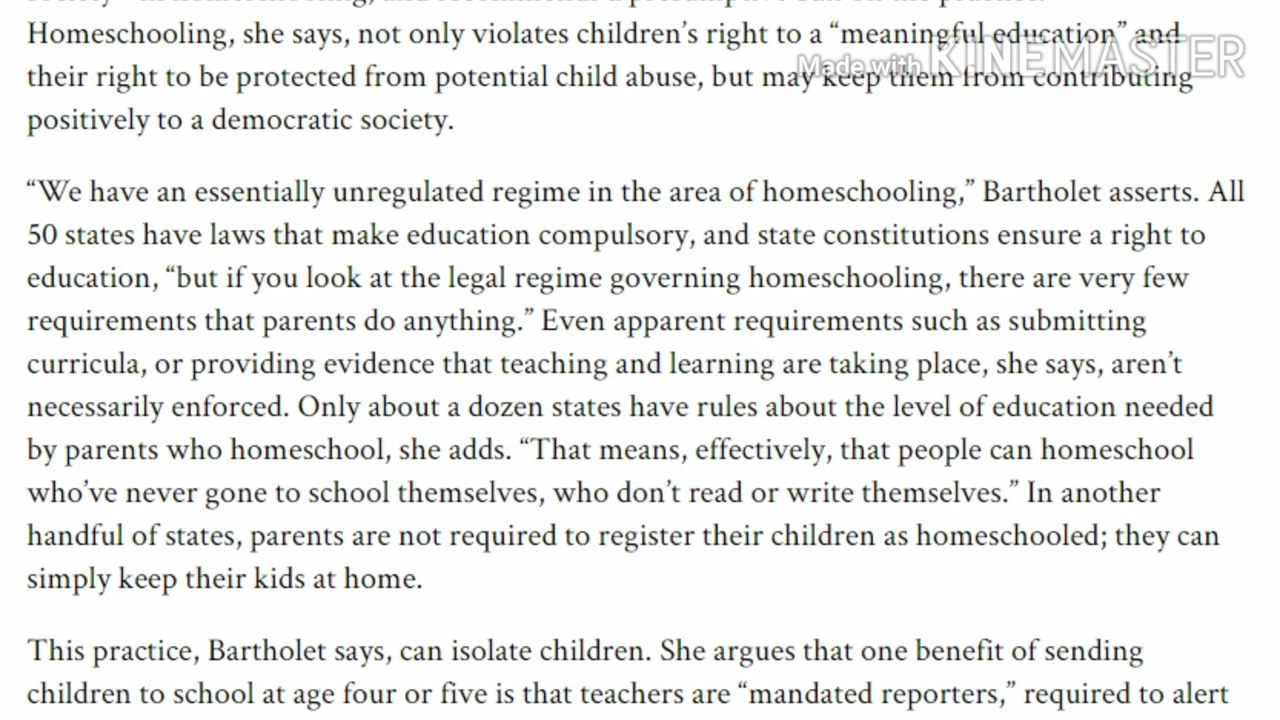 Homeschooling, she says, not only violates children’s right to a “meaningful education” and
their right to be protected from potential child abuse, but may keep them from contributing
positively to a democratic society.
Made with KINEMASTER
“We have an essentially unregulated regime in the area of homeschooling,” Bartholet asserts. All
50 states have laws that make education compulsory, and state constitutions ensure a right to
education, “but if you look at the legal regime governing homeschooling, there are very few
requirements that parents do anything.” Even apparent requirements such as submitting
curricula, or providing evidence that teaching and learning are taking place, she says, aren’t
necessarily enforced. Only about a dozen states have rules about the level of education needed
by parents who homeschool, she adds. “That means, effectively, that people can homeschool
who’ve never gone to school themselves, who don’t read or write themselves.” In another
handful of states, parents are not required to register their children as homeschooled; they can
simply keep their kids at home.
This practice, Bartholet says, can isolate children. She argues that one benefit of sending
children to school at age four or five is that teachers are “mandated reporters,” required to alert